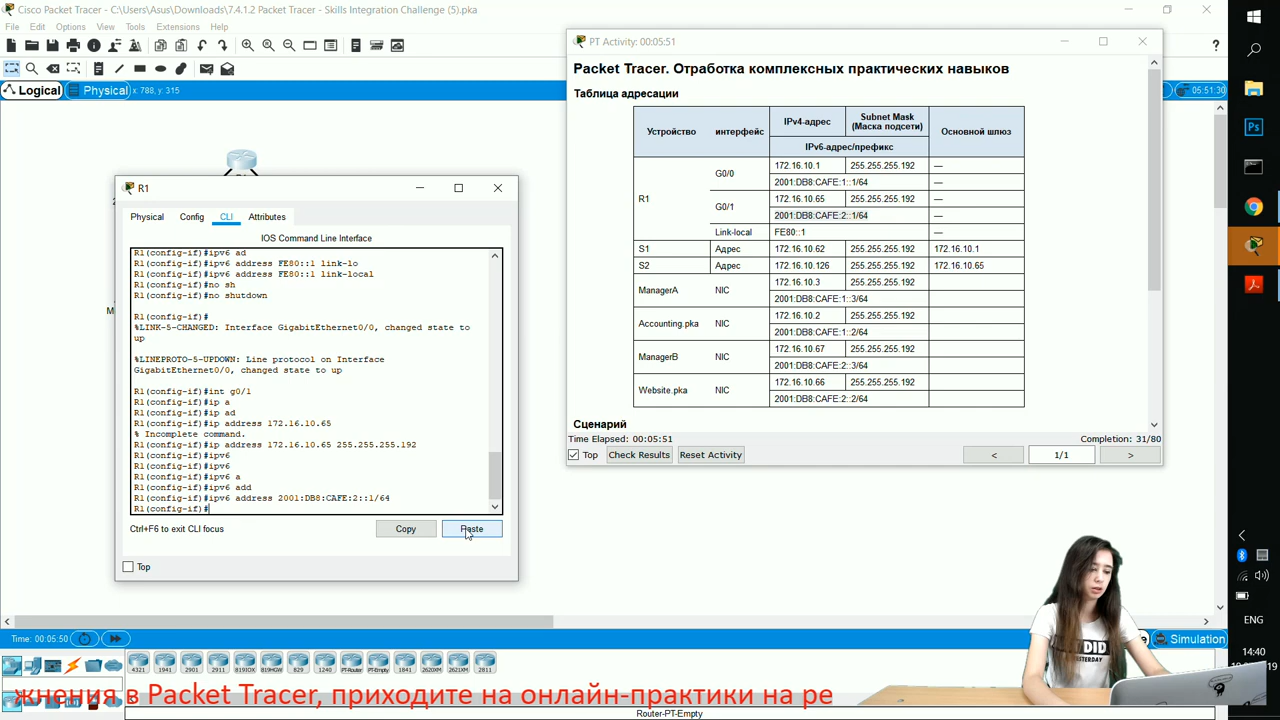 Cisco Packet Tracer - C:\Users\Asus\Downloads\7.4.1.2 Packet Tracer - Skills Integration Challenge (5).pka
File Edit Options View Tools Extensions Help
Logical Physical x: 788, y: 315
05:51:30
PT Activity: 00:05:51
Packet Tracer. Отработка комплексных практических навыков
Таблица адресации
Устройство интерфейс IPv4-адрес Subnet Mask (Маска подсети) Основной шлюз
IPv6-адрес/префикс
R1 G0/0 172.16.10.1 255.255.255.192 —
2001:DB8:CAFE:1::1/64 —
G0/1 172.16.10.65 255.255.255.192 —
2001:DB8:CAFE:2::1/64 —
Link-local FE80::1 —
S1 Адрес 172.16.10.62 255.255.255.192 172.16.10.1
S2 Адрес 172.16.10.126 255.255.255.192 172.16.10.65
ManagerA NIC 172.16.10.3 255.255.255.192
2001:DB8:CAFE:1::3/64
Accounting.pka NIC 172.16.10.2 255.255.255.192
2001:DB8:CAFE:1::2/64
ManagerB NIC 172.16.10.67 255.255.255.192
2001:DB8:CAFE:2::3/64
Website.pka NIC 172.16.10.66 255.255.255.192
2001:DB8:CAFE:2::2/64
Сценарий
Time Elapsed: 00:05:51 Completion: 31/80
Top Check Results Reset Activity < 1/1 >
R1
Physical Config CLI Attributes
IOS Command Line Interface
R1(config-if)#ipv6 ad
R1(config-if)#ipv6 address FE80::1 link-lo
R1(config-if)#ipv6 address FE80::1 link-local
R1(config-if)#no sh
R1(config-if)#no shutdown
R1(config-if)#
%LINK-5-CHANGED: Interface GigabitEthernet0/0, changed state to
up
%LINEPROTO-5-UPDOWN: Line protocol on Interface
GigabitEthernet0/0, changed state to up
R1(config-if)#int g0/1
R1(config-if)#ip a
R1(config-if)#ip ad
R1(config-if)#ip address 172.16.10.65
% Incomplete command.
R1(config-if)#ip address 172.16.10.65 255.255.255.192
R1(config-if)#ipv6
R1(config-if)#ipv6
R1(config-if)#ipv6 a
R1(config-if)#ipv6 add
R1(config-if)#ipv6 address 2001:DB8:CAFE:2::1/64
R1(config-if)#
Ctrl+F6 to exit CLI focus Copy Paste
Top
Time: 00:05:50
Simulation
4321 1941 2901 2911 819IOX 819HGW 829 1240 PT-Router PT-Empty 1841 2620XM 2621XM 2811
жнения в Packet Tracer, приходите на онлайн-практики на ре
Router-PT-Empty
ENG
14:40
Ps
DID
YESTERDAY